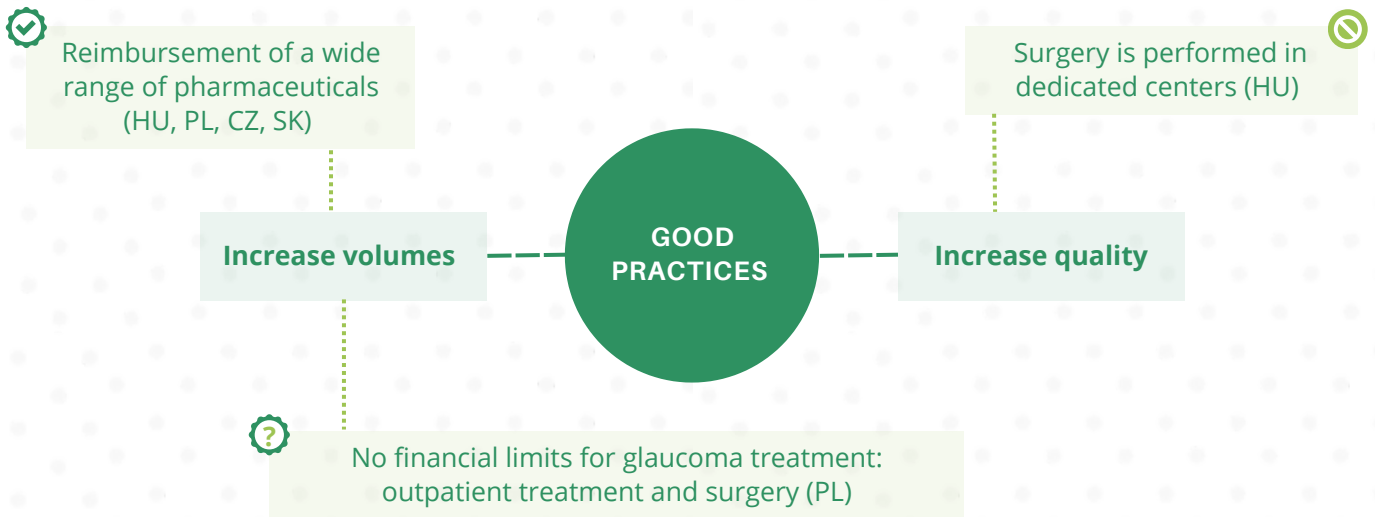 Reimbursement of a wide
range of pharmaceuticals
(HU, PL, CZ, SK)
Surgery is performed in
dedicated centers (HU)
Increase volumes
GOOD
PRACTICES
Increase quality
?
No financial limits for glaucoma treatment:
outpatient treatment and surgery (PL)